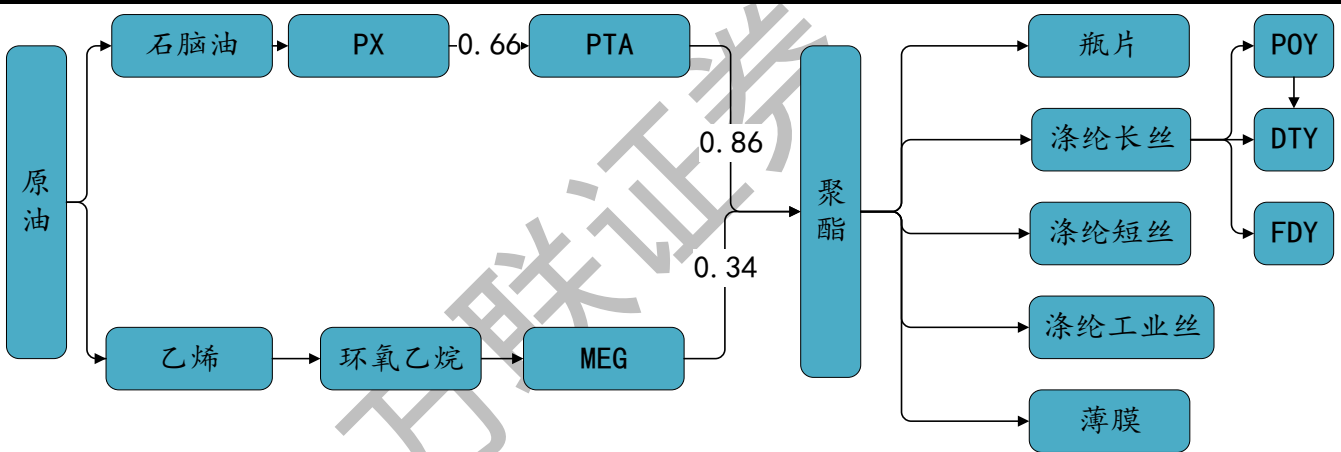 石脑油
PX
0.66
PTA
瓶片
POY
原油
0.86
聚酯
涤纶长丝
DTY
涤纶短丝
FDY
0.34
乙烯
环氧乙烷
MEG
涤纶工业丝
薄膜
万联证券